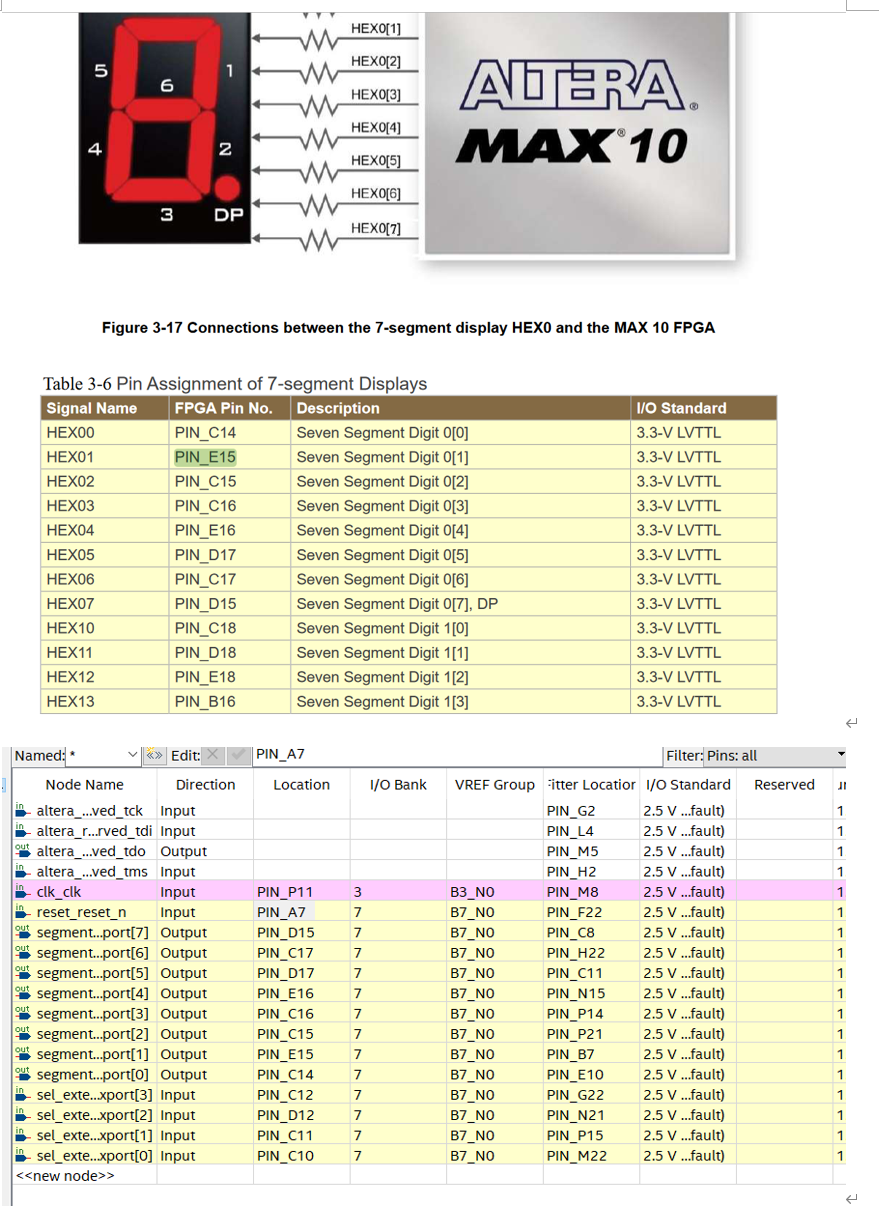 HEX0[1]
HEX0[2]
HEX0[3]
HEX0[4]
HEX0[5]
HEX0[6]
HEX0[7]
5 6 1
4 2
3 DP
ALTERA®
MAX®10
Figure 3-17 Connections between the 7-segment display HEX0 and the MAX 10 FPGA
Table 3-6 Pin Assignment of 7-segment Displays
Signal Name FPGA Pin No. Description I/O Standard
HEX00 PIN_C14 Seven Segment Digit 0[0] 3.3-V LVTTL
HEX01 PIN_E15 Seven Segment Digit 0[1] 3.3-V LVTTL
HEX02 PIN_C15 Seven Segment Digit 0[2] 3.3-V LVTTL
HEX03 PIN_C16 Seven Segment Digit 0[3] 3.3-V LVTTL
HEX04 PIN_E16 Seven Segment Digit 0[4] 3.3-V LVTTL
HEX05 PIN_D17 Seven Segment Digit 0[5] 3.3-V LVTTL
HEX06 PIN_C17 Seven Segment Digit 0[6] 3.3-V LVTTL
HEX07 PIN_D15 Seven Segment Digit 0[7], DP 3.3-V LVTTL
HEX10 PIN_C18 Seven Segment Digit 1[0] 3.3-V LVTTL
HEX11 PIN_D18 Seven Segment Digit 1[1] 3.3-V LVTTL
HEX12 PIN_E18 Seven Segment Digit 1[2] 3.3-V LVTTL
HEX13 PIN_B16 Seven Segment Digit 1[3] 3.3-V LVTTL
Named: * «» Edit: PIN_A7 Filter: Pins: all
Node Name Direction Location I/O Bank VREF Group Fitter Location I/O Standard Reserved
in altera_...ved_tck Input PIN_G2 2.5 V ...fault) 1
in altera_r...rved_tdi Input PIN_L4 2.5 V ...fault) 1
out altera_...ved_tdo Output PIN_M5 2.5 V ...fault) 1
in altera_...ved_tms Input PIN_H2 2.5 V ...fault) 1
in clk_clk Input PIN_P11 3 B3_N0 PIN_M8 2.5 V ...fault) 1
in reset_reset_n Input PIN_A7 7 B7_N0 PIN_F22 2.5 V ...fault) 1
out segment...port[7] Output PIN_D15 7 B7_N0 PIN_C8 2.5 V ...fault) 1
out segment...port[6] Output PIN_C17 7 B7_N0 PIN_H22 2.5 V ...fault) 1
out segment...port[5] Output PIN_D17 7 B7_N0 PIN_C11 2.5 V ...fault) 1
out segment...port[4] Output PIN_E16 7 B7_N0 PIN_N15 2.5 V ...fault) 1
out segment...port[3] Output PIN_C16 7 B7_N0 PIN_P14 2.5 V ...fault) 1
out segment...port[2] Output PIN_C15 7 B7_N0 PIN_P21 2.5 V ...fault) 1
out segment...port[1] Output PIN_E15 7 B7_N0 PIN_B7 2.5 V ...fault) 1
out segment...port[0] Output PIN_C14 7 B7_N0 PIN_E10 2.5 V ...fault) 1
in sel_exte...xport[3] Input PIN_C12 7 B7_N0 PIN_G22 2.5 V ...fault) 1
in sel_exte...xport[2] Input PIN_D12 7 B7_N0 PIN_N21 2.5 V ...fault) 1
in sel_exte...xport[1] Input PIN_C11 7 B7_N0 PIN_P15 2.5 V ...fault) 1
in sel_exte...xport[0] Input PIN_C10 7 B7_N0 PIN_M22 2.5 V ...fault) 1
<<new node>>